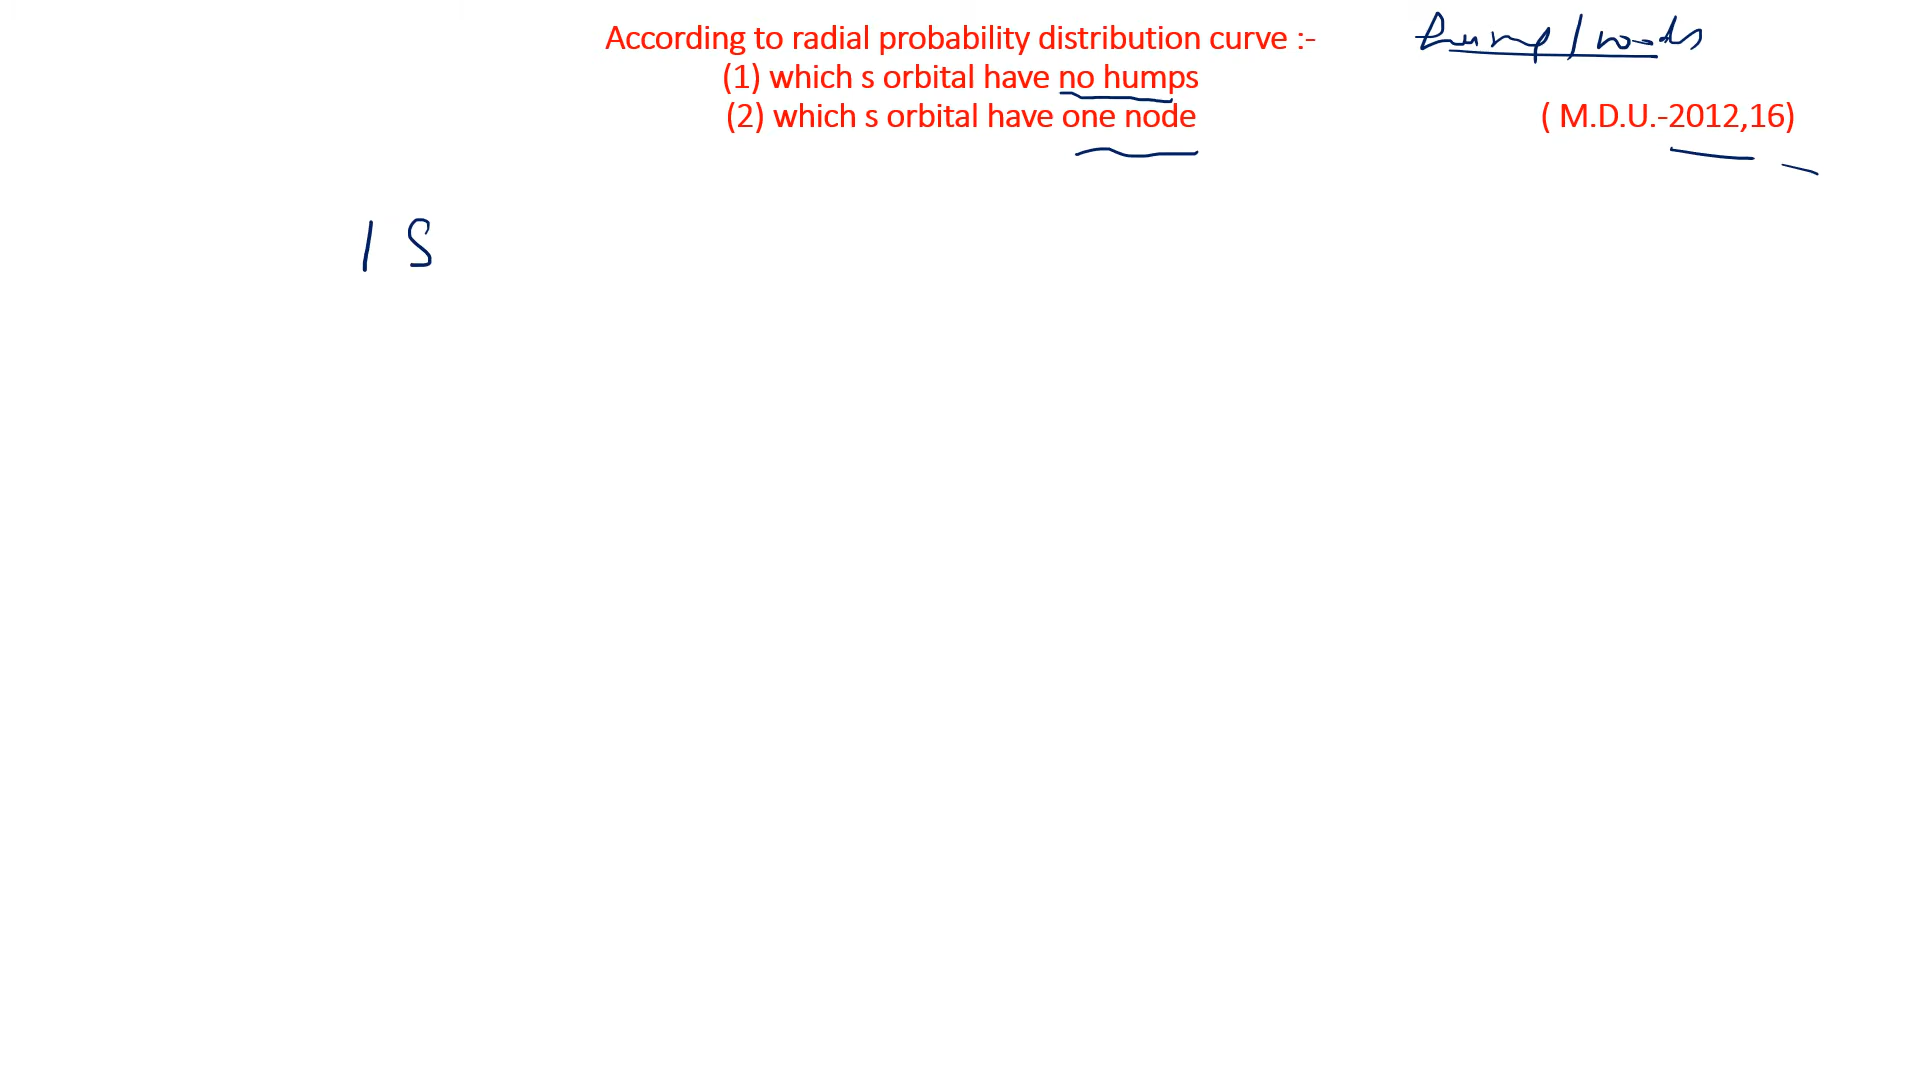 According to radial probability distribution curve :-
hump/nods
(1) which s orbital have no humps
(2) which s orbital have one node
( M.D.U.-2012,16)
1 S